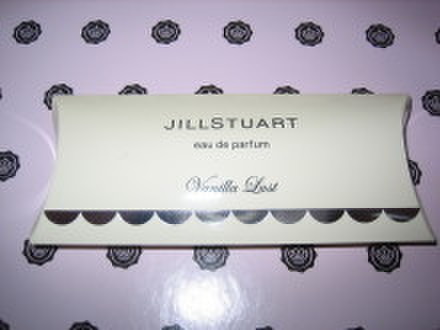 JILLSTUART
eau de parfum
Vanilla Lust